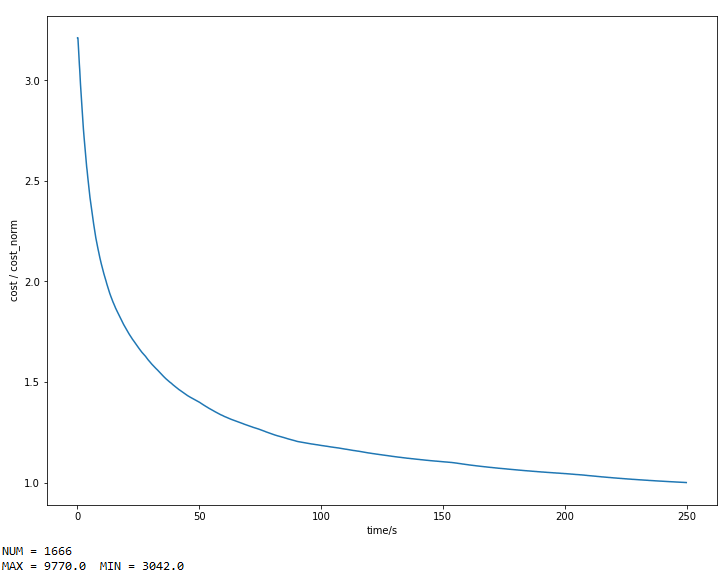 3.0
2.5
2.0
1.5
1.0
cost / cost_norm
0 50 100 150 200 250
time/s
NUM = 1666
MAX = 9770.0 MIN = 3042.0